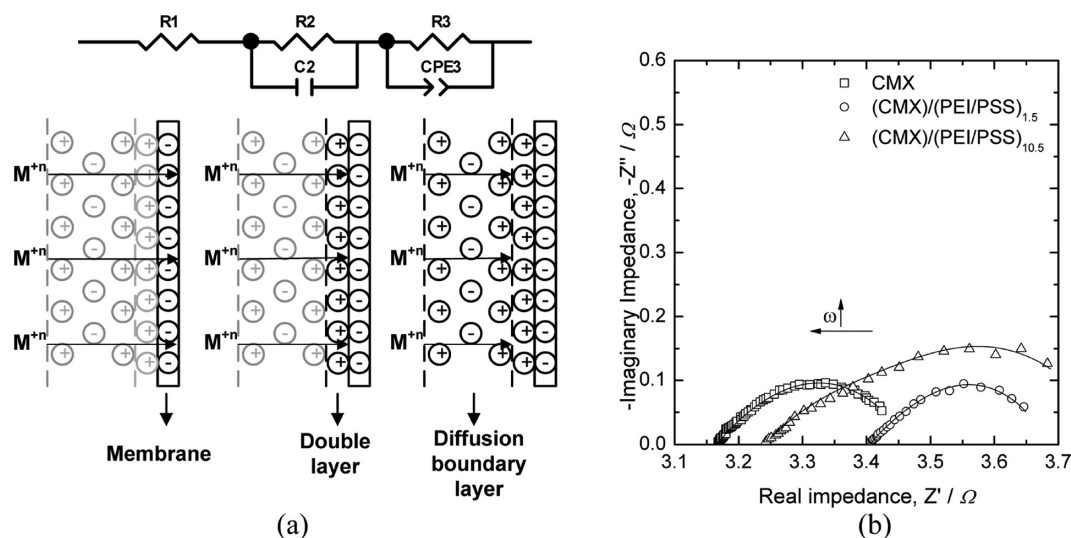 R1 R2 R3
C2 CPE3
M+n M+n M+n
M+n M+n M+n
M+n M+n M+n
Membrane
Double
layer
Diffusion
boundary
layer
(a)
-Imaginary Impedance, -Z'' / Ω
0.6
0.5
0.4
0.3
0.2
0.1
0.0
CMX
(CMX)/(PEI/PSS)1.5
(CMX)/(PEI/PSS)10.5
ω
3.1 3.2 3.3 3.4 3.5 3.6 3.7
Real impedance, Z' / Ω
(b)